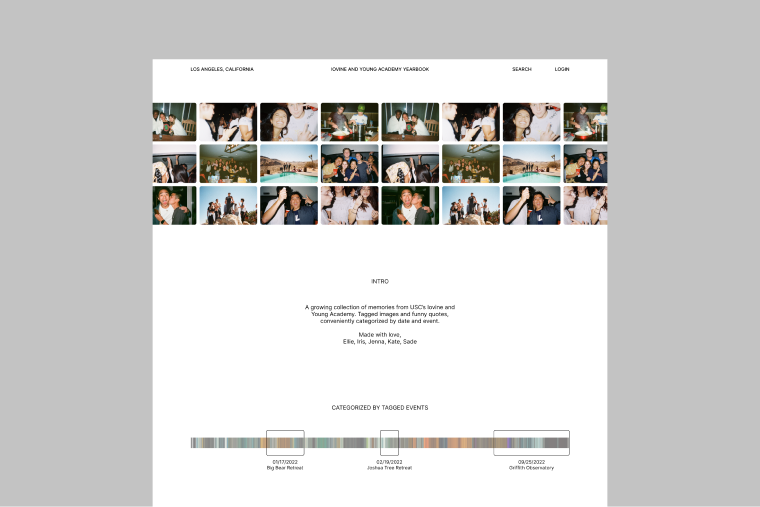 LOS ANGELES, CALIFORNIA
IOVINE AND YOUNG ACADEMY YEARBOOK
SEARCH
LOGIN
INTRO
A growing collection of memories from USC's Iovine and
Young Academy. Tagged images and funny quotes,
conveniently categorized by date and event.
Made with love,
Ellie, Iris, Jenna, Kate, Sade
CATEGORIZED BY TAGGED EVENTS
01/17/2022
Big Bear Retreat
02/19/2022
Joshua Tree Retreat
09/25/2022
Griffith Observatory